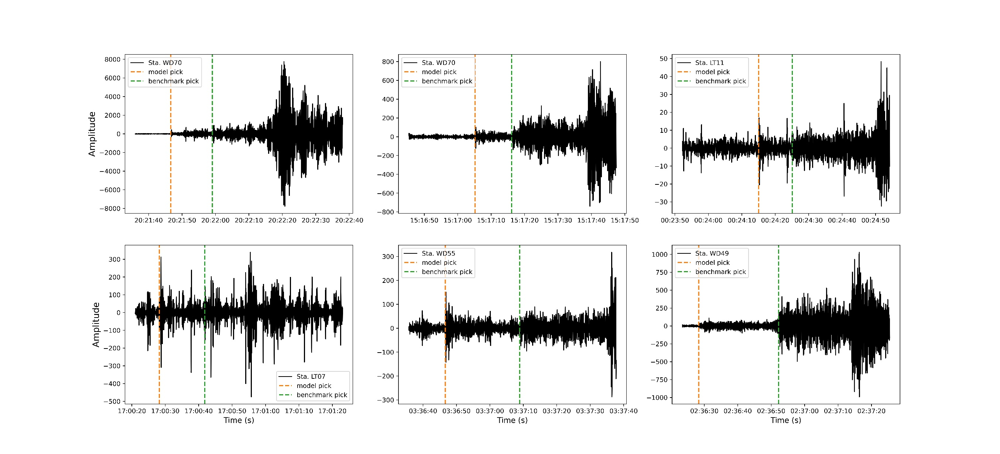 Sta. WD70
model pick
benchmark pick
8000
6000
4000
2000
0
−2000
−4000
−6000
−8000
Amplitude
20:21:40 20:21:50 20:22:00 20:22:10 20:22:20 20:22:30 20:22:40
Sta. WD70
model pick
benchmark pick
800
600
400
200
0
−200
−400
−600
−800
15:16:50 15:17:00 15:17:10 15:17:20 15:17:30 15:17:40 15:17:50
Sta. LT11
model pick
benchmark pick
50
40
30
20
10
0
−10
−20
−30
00:23:50 00:24:00 00:24:10 00:24:20 00:24:30 00:24:40 00:24:50
300
200
100
0
−100
−200
−300
−400
−500
Amplitude
Sta. LT07
model pick
benchmark pick
17:00:20 17:00:30 17:00:40 17:00:50 17:01:00 17:01:10 17:01:20
Time (s)
Sta. WD55
model pick
benchmark pick
300
200
100
0
−100
−200
−300
03:36:40 03:36:50 03:37:00 03:37:10 03:37:20 03:37:30 03:37:40
Time (s)
Sta. WD49
model pick
benchmark pick
1000
750
500
250
0
−250
−500
−750
−1000
02:36:30 02:36:40 02:36:50 02:37:00 02:37:10 02:37:20
Time (s)